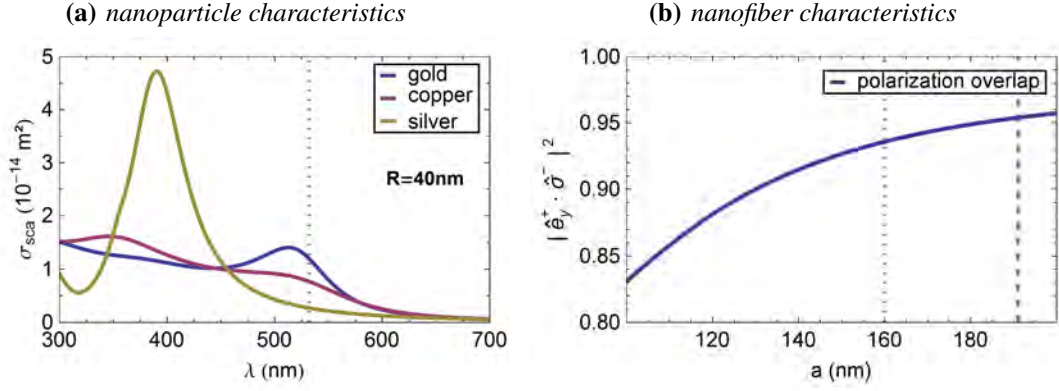 (a) nanoparticle characteristics
5
4
3
2
1
0
300 400 500 600 700
σsca (10⁻¹⁴ m²)
λ (nm)
gold
copper
silver
R=40nm
(b) nanofiber characteristics
1.00
0.95
0.90
0.85
0.80
120 140 160 180
| ê⁺y · σ̂⁻ |²
a (nm)
polarization overlap